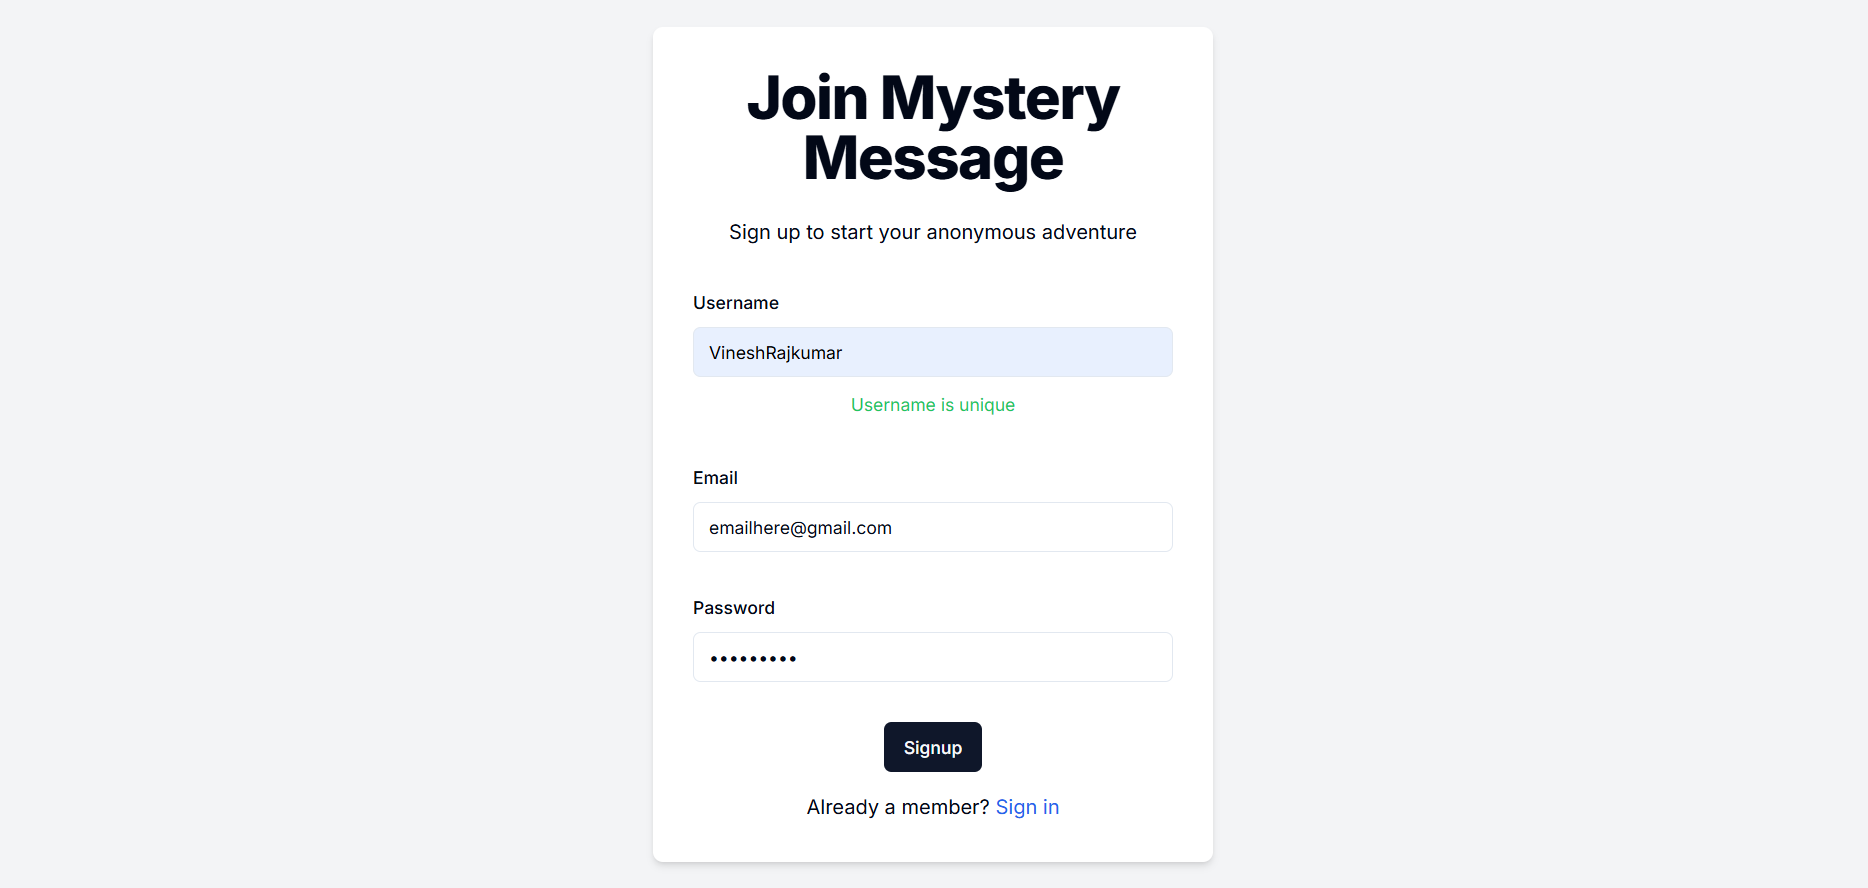 Join Mystery
Message
Sign up to start your anonymous adventure
Username
VineshRajkumar
Username is unique
Email
emailhere@gmail.com
Password
•••••••••
Signup
Already a member? Sign in